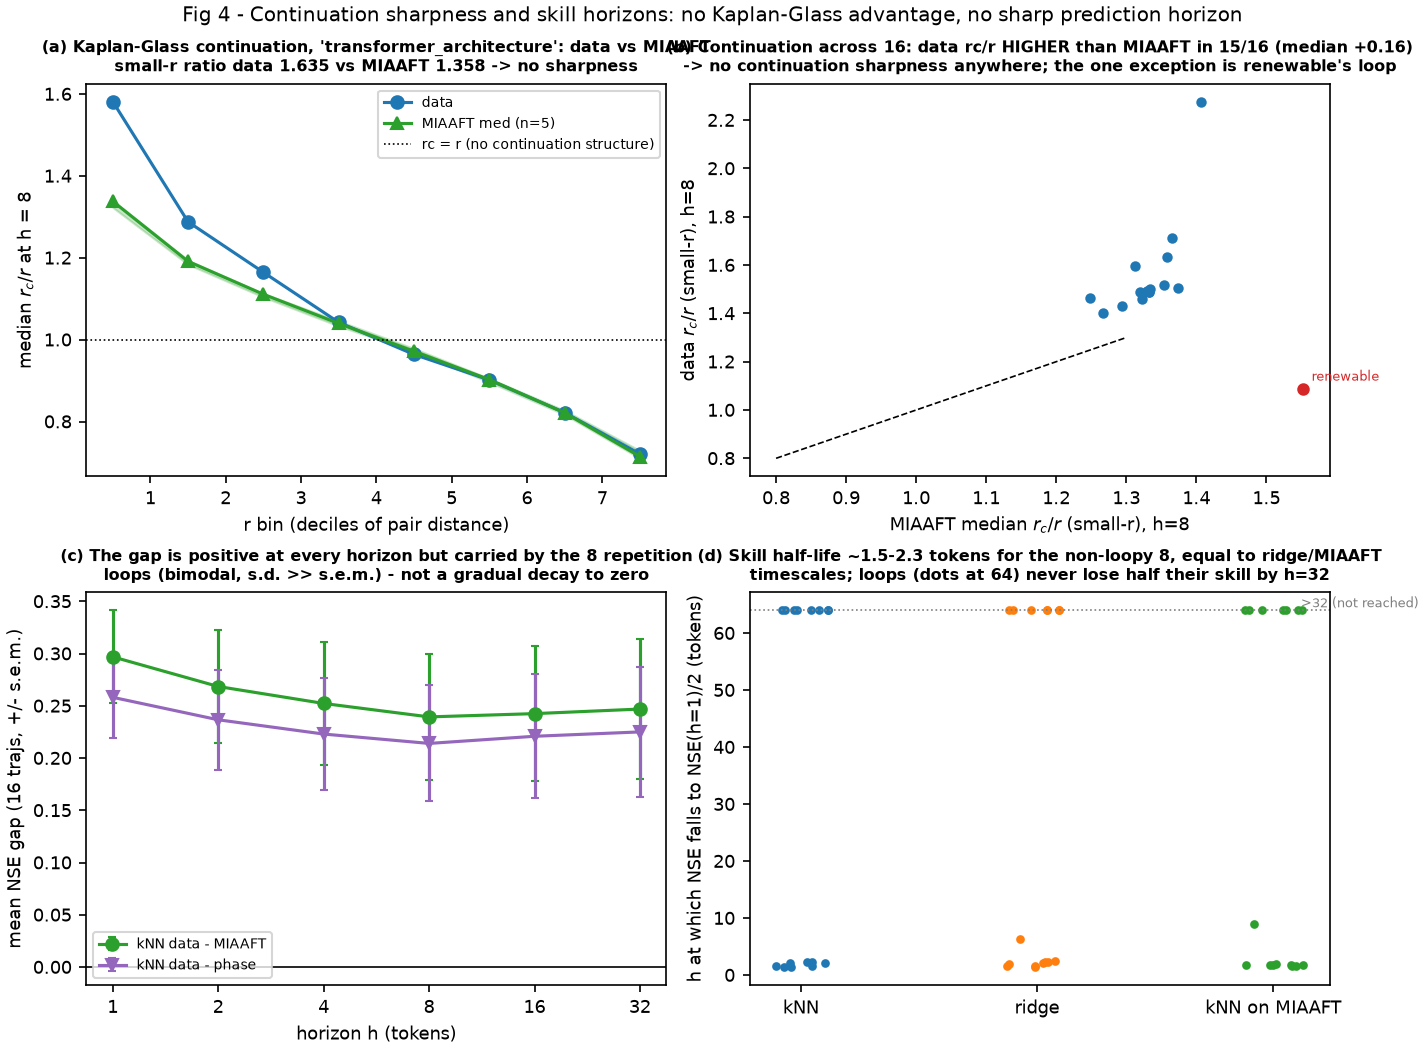 Fig 4 - Continuation sharpness and skill horizons: no Kaplan-Glass advantage, no sharp prediction horizon
(a) Kaplan-Glass continuation, 'transformer_architecture': data vs MIAAFT
small-r ratio data 1.635 vs MIAAFT 1.358 -> no sharpness
1.6
1.4
1.2
1.0
0.8
median r_c/r at h = 8
data
MIAAFT med (n=5)
rc = r (no continuation structure)
1 2 3 4 5 6 7
r bin (deciles of pair distance)
(b) Continuation across 16: data rc/r HIGHER than MIAAFT in 15/16 (median +0.16)
-> no continuation sharpness anywhere; the one exception is renewable's loop
2.2
2.0
1.8
1.6
1.4
1.2
1.0
0.8
data r_c/r (small-r), h=8
renewable
0.8 0.9 1.0 1.1 1.2 1.3 1.4 1.5
MIAAFT median r_c/r (small-r), h=8
(c) The gap is positive at every horizon but carried by the 8 repetition
loops (bimodal, s.d. >> s.e.m.) - not a gradual decay to zero
0.35
0.30
0.25
0.20
0.15
0.10
0.05
0.00
mean NSE gap (16 trajs, +/- s.e.m.)
kNN data - MIAAFT
kNN data - phase
1 2 4 8 16 32
horizon h (tokens)
(d) Skill half-life ~1.5-2.3 tokens for the non-loopy 8, equal to ridge/MIAAFT
timescales; loops (dots at 64) never lose half their skill by h=32
>32 (not reached)
60
50
40
30
20
10
0
h at which NSE falls to NSE(h=1)/2 (tokens)
kNN ridge kNN on MIAAFT